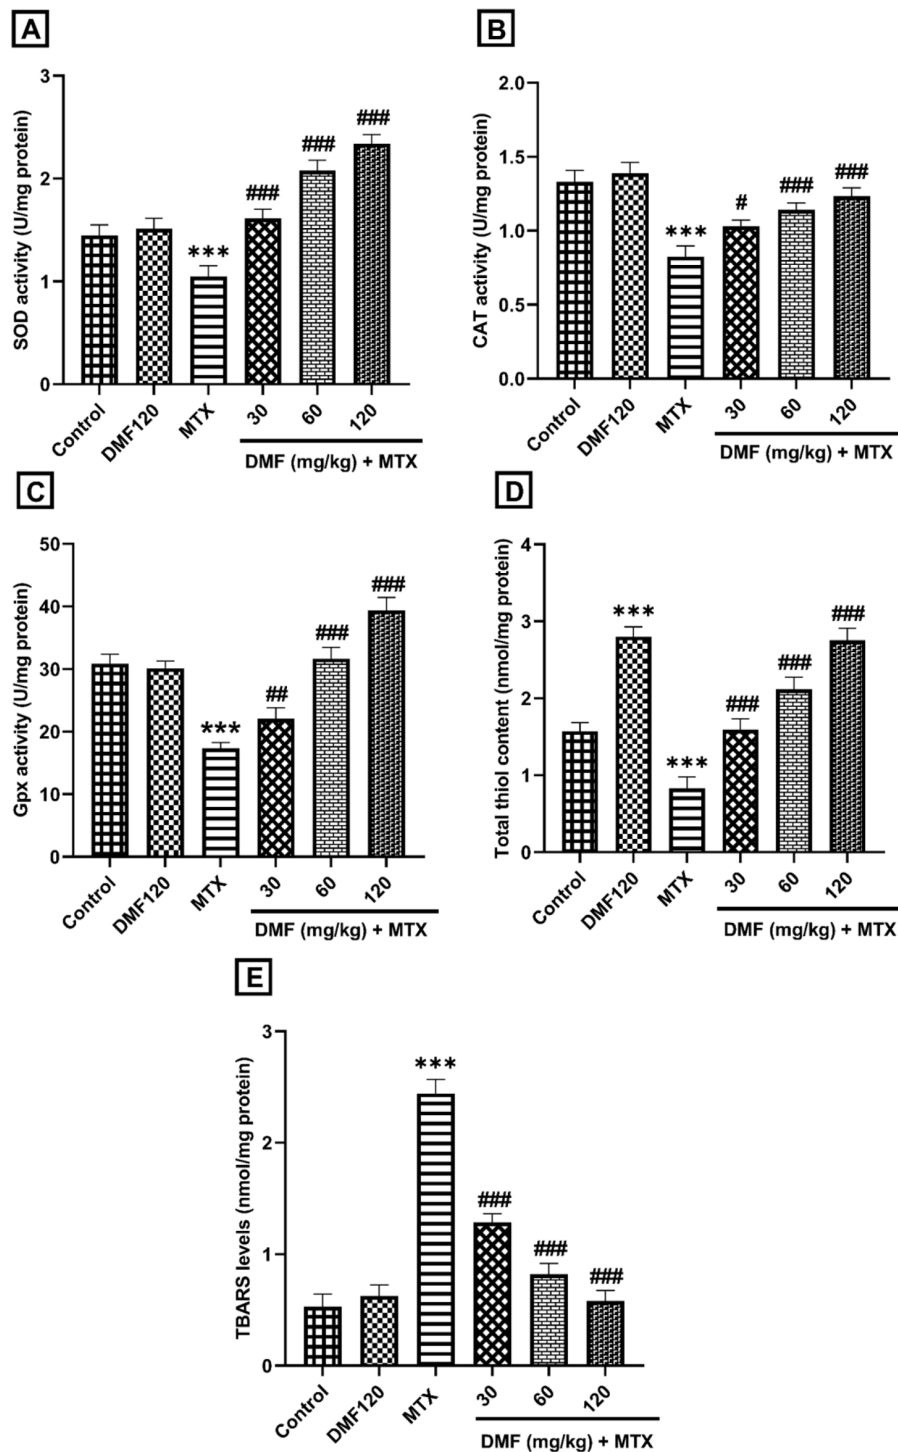 A
SOD activity (U/mg protein)
3
2
1
0
***
###
###
###
Control
DMF120
MTX
30
60
120
DMF (mg/kg) + MTX
B
CAT activity (U/mg protein)
2.0
1.5
1.0
0.5
0.0
***
#
###
###
Control
DMF120
MTX
30
60
120
DMF (mg/kg) + MTX
C
Gpx activity (U/mg protein)
50
40
30
20
10
0
***
##
###
###
Control
DMF120
MTX
30
60
120
DMF (mg/kg) + MTX
D
Total thiol content (nmol/mg protein)
4
3
2
1
0
***
***
###
###
###
Control
DMF120
MTX
30
60
120
DMF (mg/kg) + MTX
E
TBARS levels (nmol/mg protein)
3
2
1
0
***
###
###
###
Control
DMF120
MTX
30
60
120
DMF (mg/kg) + MTX